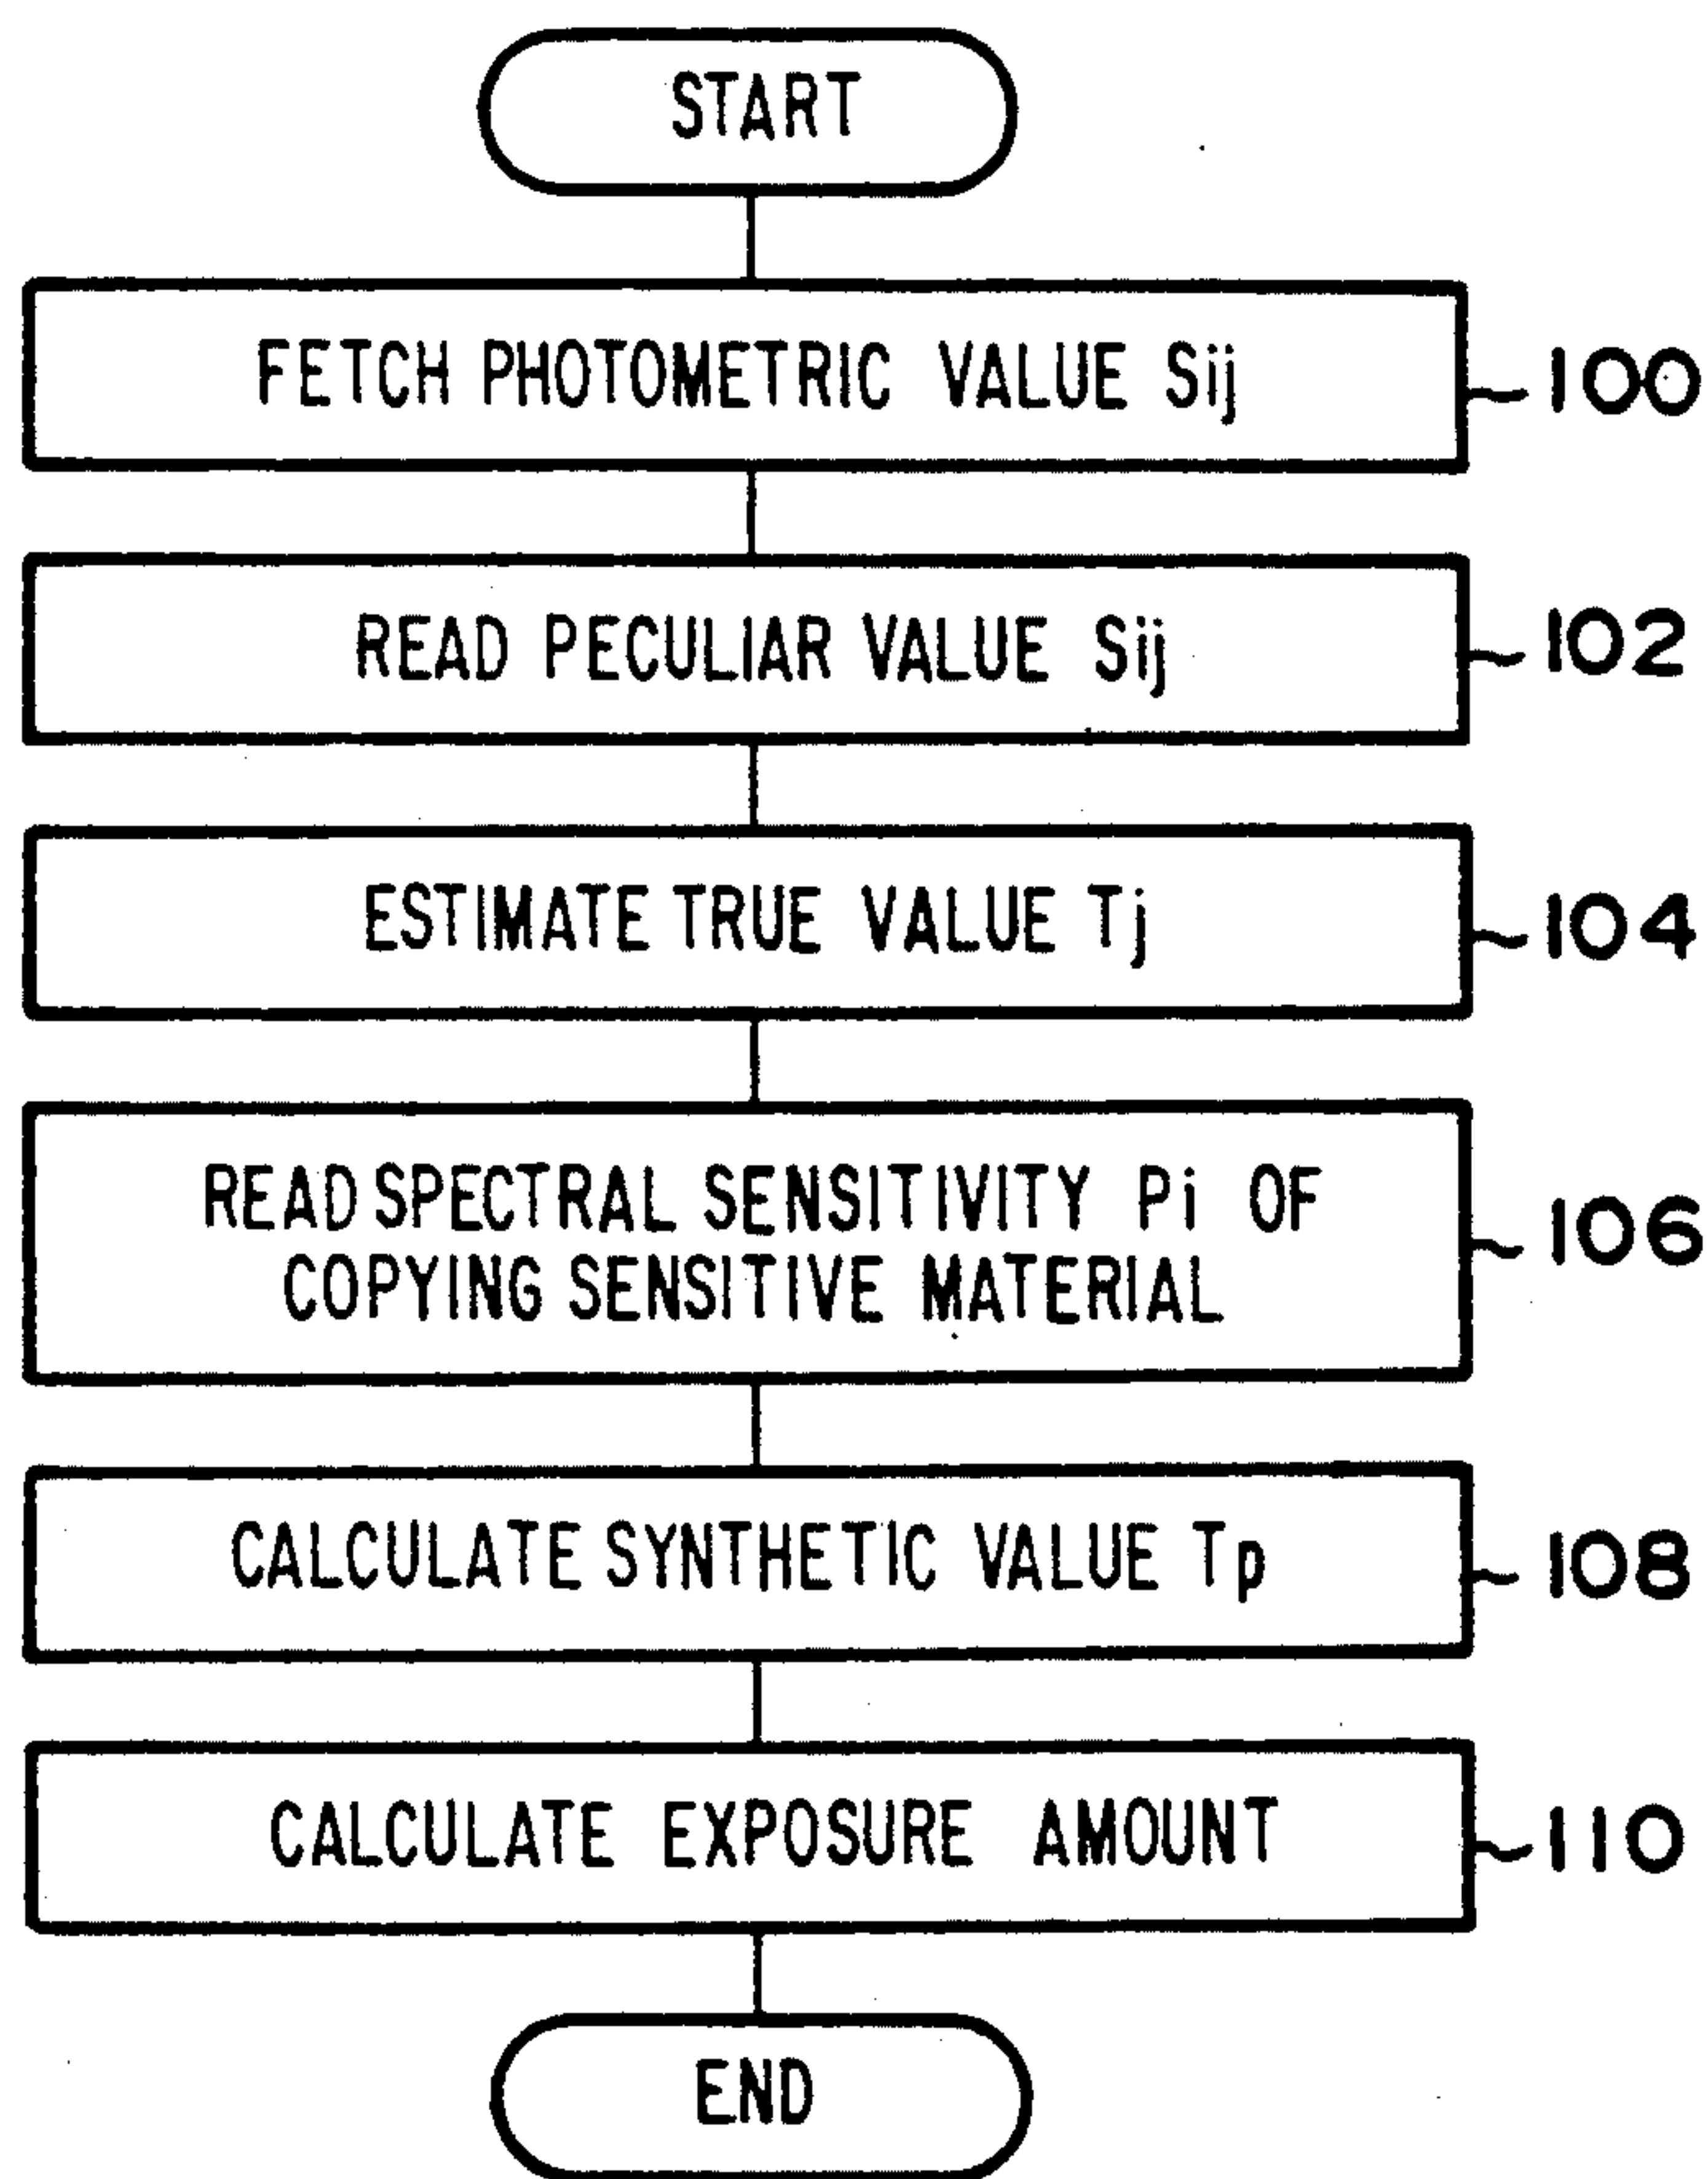 START
FETCH PHOTOMETRIC VALUE Sij
100
READ PECULIAR VALUE Sij
102
ESTIMATE TRUE VALUE Tj
104
READ SPECTRAL SENSITIVITY Pi OF
COPYING SENSITIVE MATERIAL
106
CALCULATE SYNTHETIC VALUE Tp
108
CALCULATE EXPOSURE AMOUNT
110
END